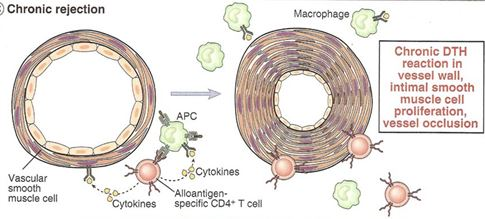 Chronic rejection
Macrophage
Chronic DTH
reaction in
vessel wall,
intimal smooth
muscle cell
proliferation,
vessel occlusion
APC
Cytokines
Vascular
smooth
muscle cell
Cytokines
Alloantigen-
specific CD4+ T cell